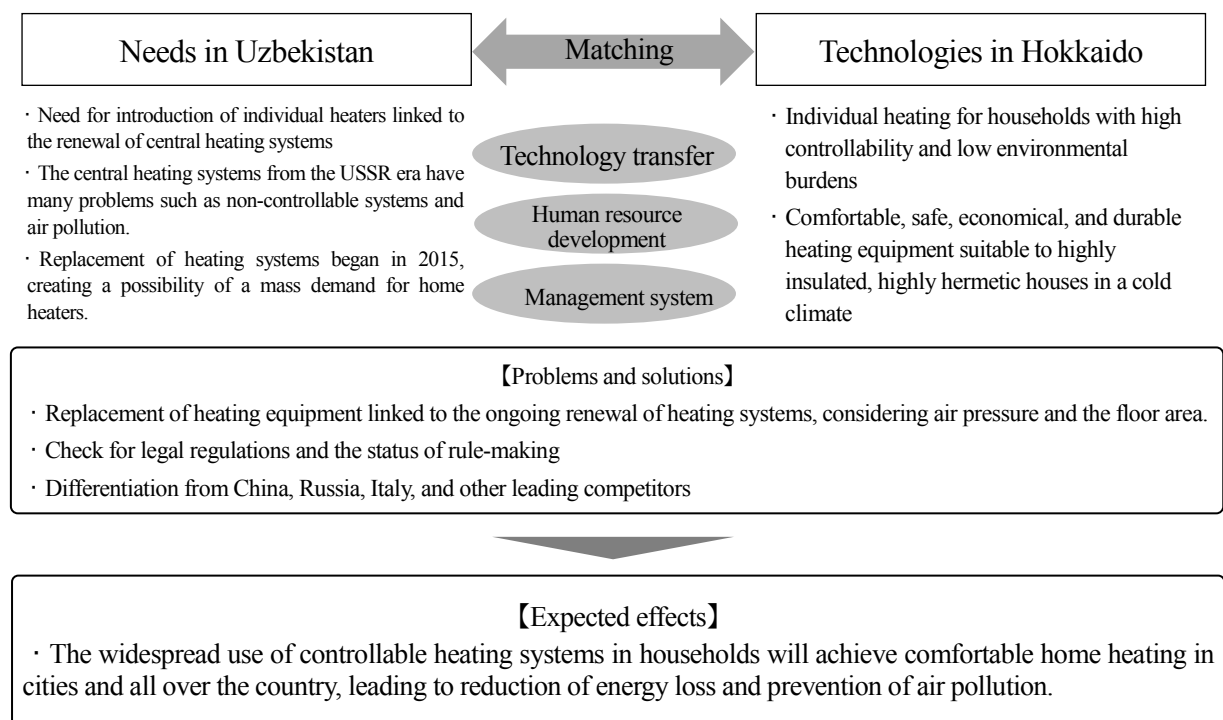 Needs in Uzbekistan
Matching
Technologies in Hokkaido
· Need for introduction of individual heaters linked to
the renewal of central heating systems
· The central heating systems from the USSR era have
many problems such as non-controllable systems and
air pollution.
· Replacement of heating systems began in 2015,
creating a possibility of a mass demand for home
heaters.
Technology transfer
Human resource
development
Management system
· Individual heating for households with high
controllability and low environmental
burdens
· Comfortable, safe, economical, and durable
heating equipment suitable to highly
insulated, highly hermetic houses in a cold
climate
【Problems and solutions】
· Replacement of heating equipment linked to the ongoing renewal of heating systems, considering air pressure and the floor area.
· Check for legal regulations and the status of rule-making
· Differentiation from China, Russia, Italy, and other leading competitors
【Expected effects】
· The widespread use of controllable heating systems in households will achieve comfortable home heating in
cities and all over the country, leading to reduction of energy loss and prevention of air pollution.